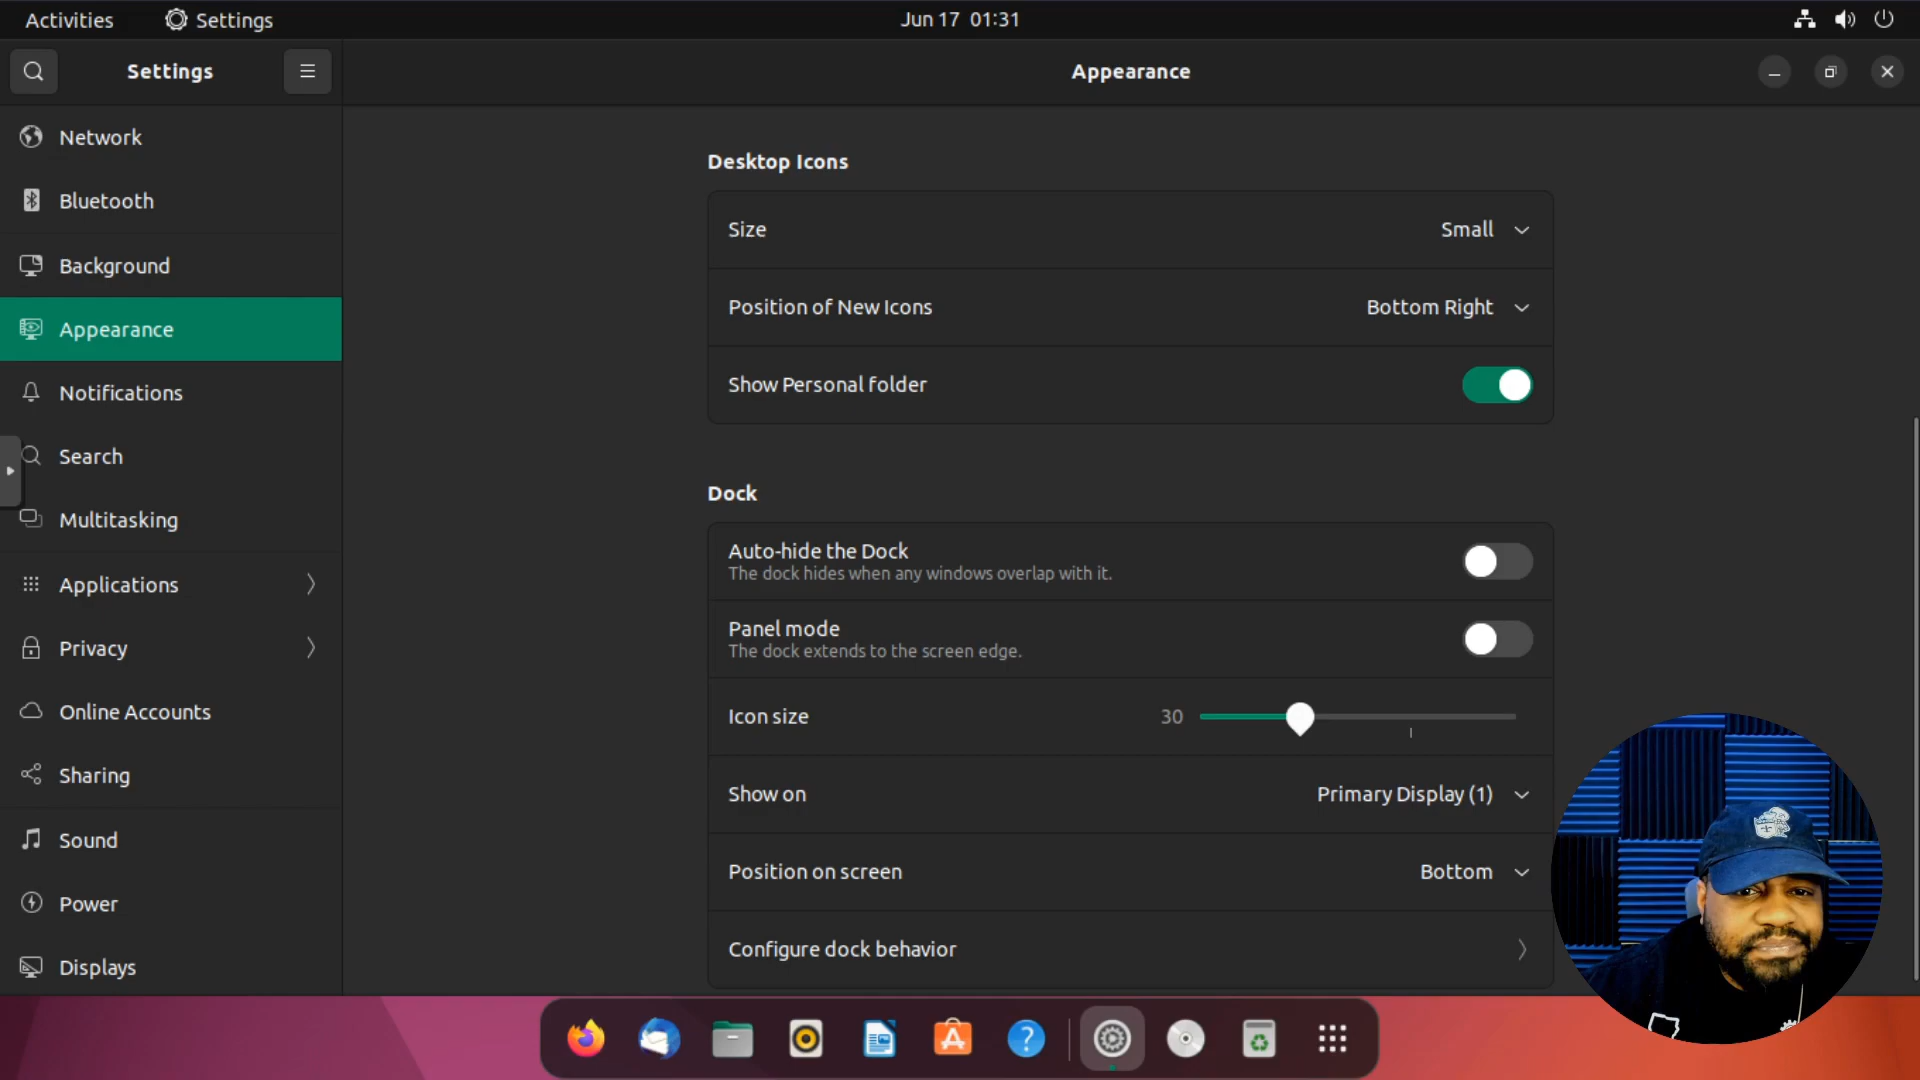 Activities
Settings
Jun 17 01:31
Settings
Appearance
Network
Bluetooth
Background
Appearance
Notifications
Search
Multitasking
Applications
Privacy
Online Accounts
Sharing
Sound
Power
Displays
Desktop Icons
Size
Small
Position of New Icons
Bottom Right
Show Personal folder
Dock
Auto-hide the Dock
The dock hides when any windows overlap with it.
Panel mode
The dock extends to the screen edge.
Icon size
30
Show on
Primary Display (1)
Position on screen
Bottom
Configure dock behavior